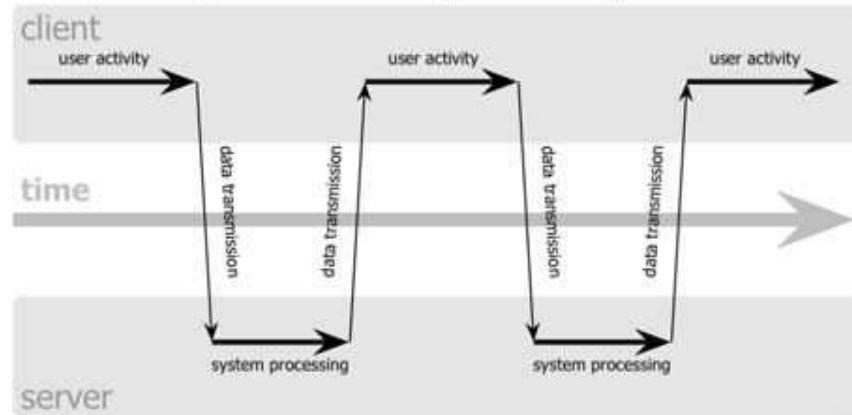 client
user activity
user activity
user activity
data transmission
data transmission
data transmission
data transmission
time
system processing
system processing
server